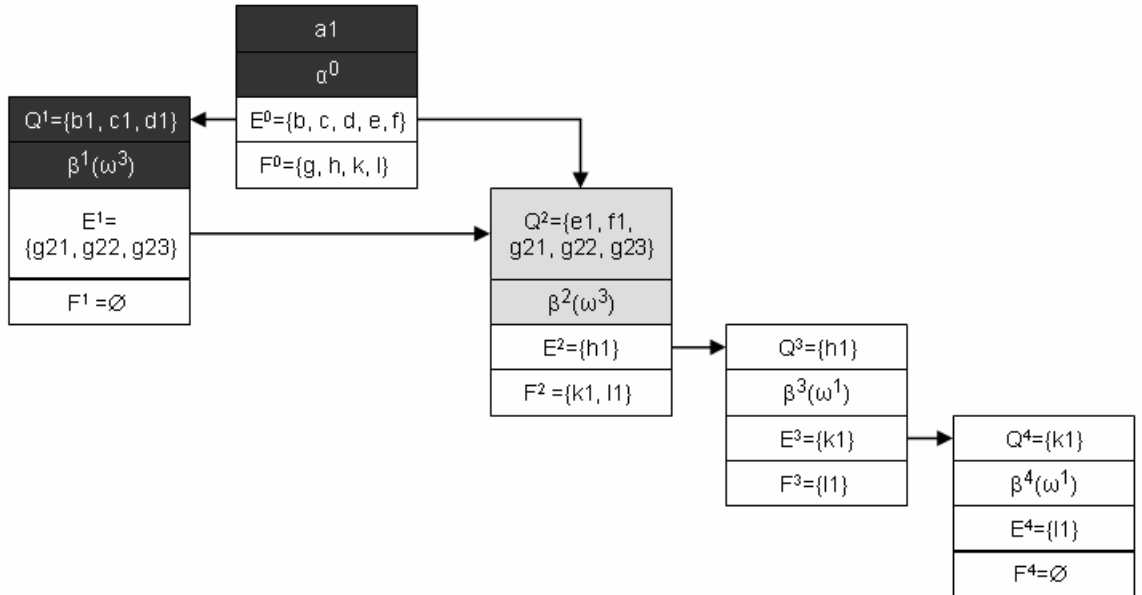 a1
α⁰
E⁰={b, c, d, e, f}
F⁰={g, h, k, l}
Q¹={b1, c1, d1}
β¹(ω³)
E¹=
{g21, g22, g23}
F¹ =∅
Q²={e1, f1,
g21, g22, g23}
β²(ω³)
E²={h1}
F² ={k1, l1}
Q³={h1}
β³(ω¹)
E³={k1}
F³={l1}
Q⁴={k1}
β⁴(ω¹)
E⁴={l1}
F⁴=∅